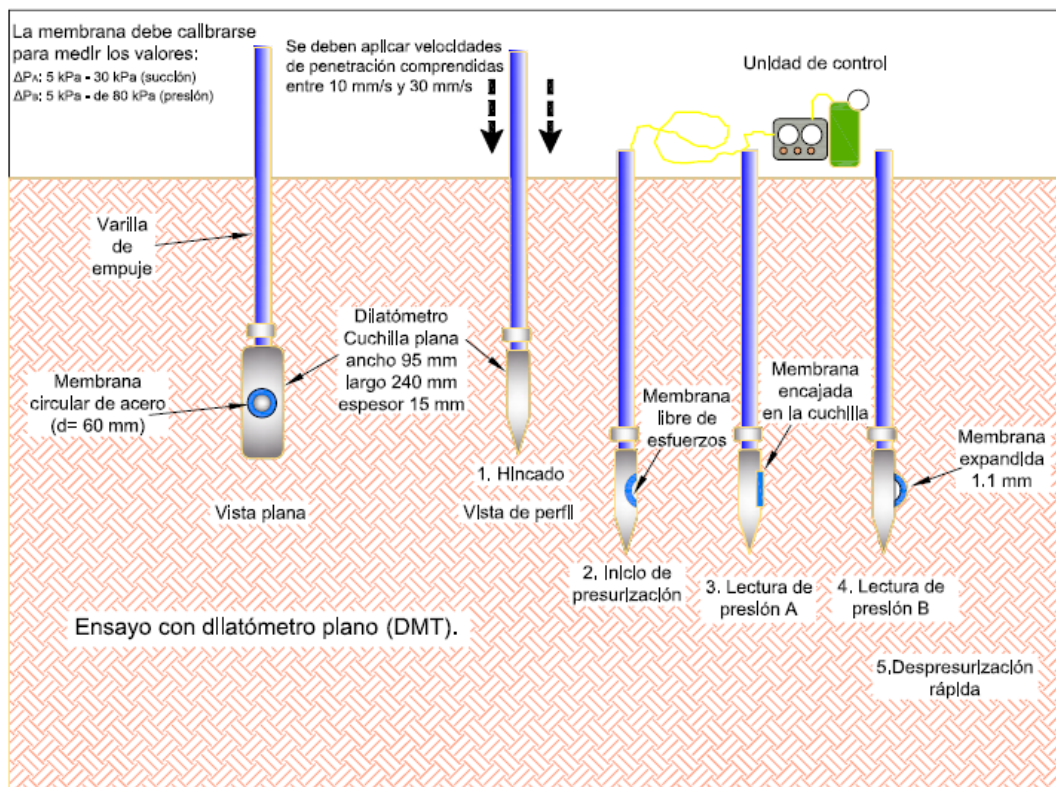 La membrana debe calibrarse
para medir los valores:
ΔPA: 5 kPa - 30 kPa (succión)
ΔPB: 5 kPa - de 80 kPa (presión)
Se deben aplicar velocidades
de penetración comprendidas
entre 10 mm/s y 30 mm/s
Unidad de control
Varilla
de
empuje
Dilatómetro
Cuchilla plana
ancho 95 mm
largo 240 mm
espesor 15 mm
Membrana
circular de acero
(d= 60 mm)
Membrana
libre de
esfuerzos
Membrana
encajada
en la cuchilla
Membrana
expandida
1.1 mm
Vista plana
1. Hincado
Vista de perfil
2. Inicio de
presurización
3. Lectura de
presión A
4. Lectura de
presión B
Ensayo con dilatómetro plano (DMT).
5.Despresurización
rápida